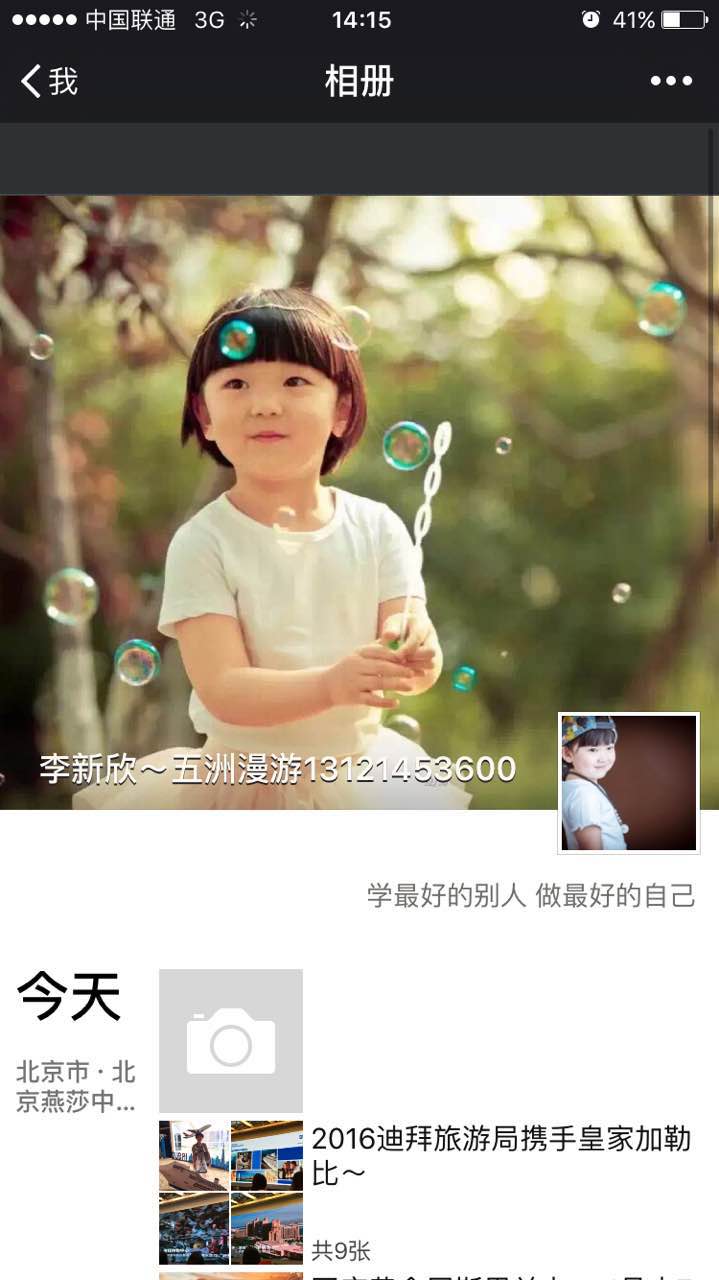 中国联通 3G 14:15 41%
我 相册
李新欣～五洲漫游13121453600
学最好的别人 做最好的自己
今天
北京市 · 北
京燕莎中...
2016迪拜旅游局携手皇家加勒
比～
共9张